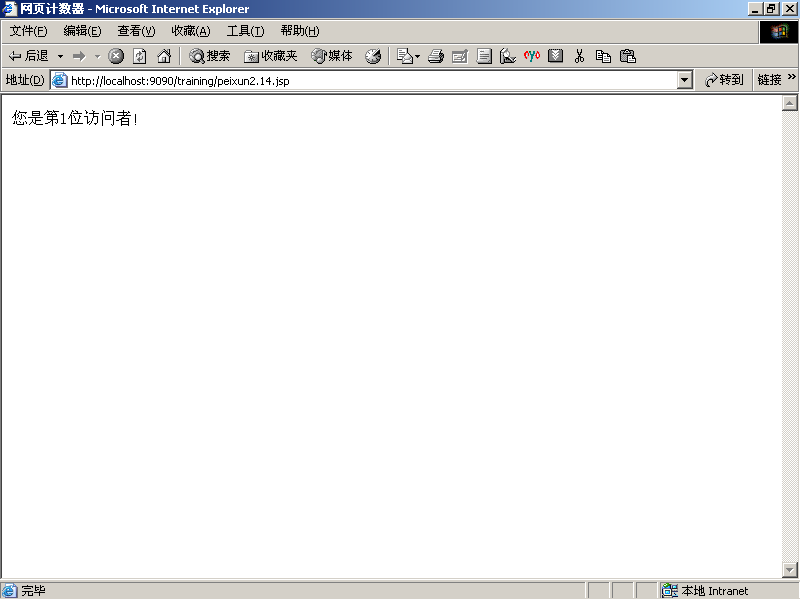 网页计数器 - Microsoft Internet Explorer
文件(F) 编辑(E) 查看(V) 收藏(A) 工具(T) 帮助(H)
后退 搜索 收藏夹 媒体
地址(D) http://localhost:9090/training/peixun2.14.jsp 转到 链接 »
您是第1位访问者!
完毕 本地 Intranet